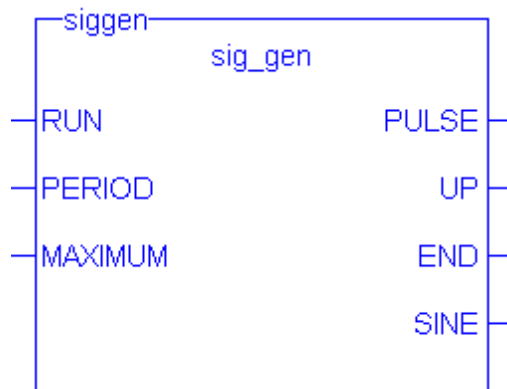 siggen
sig_gen
RUN PULSE
PERIOD UP
MAXIMUM END
SINE